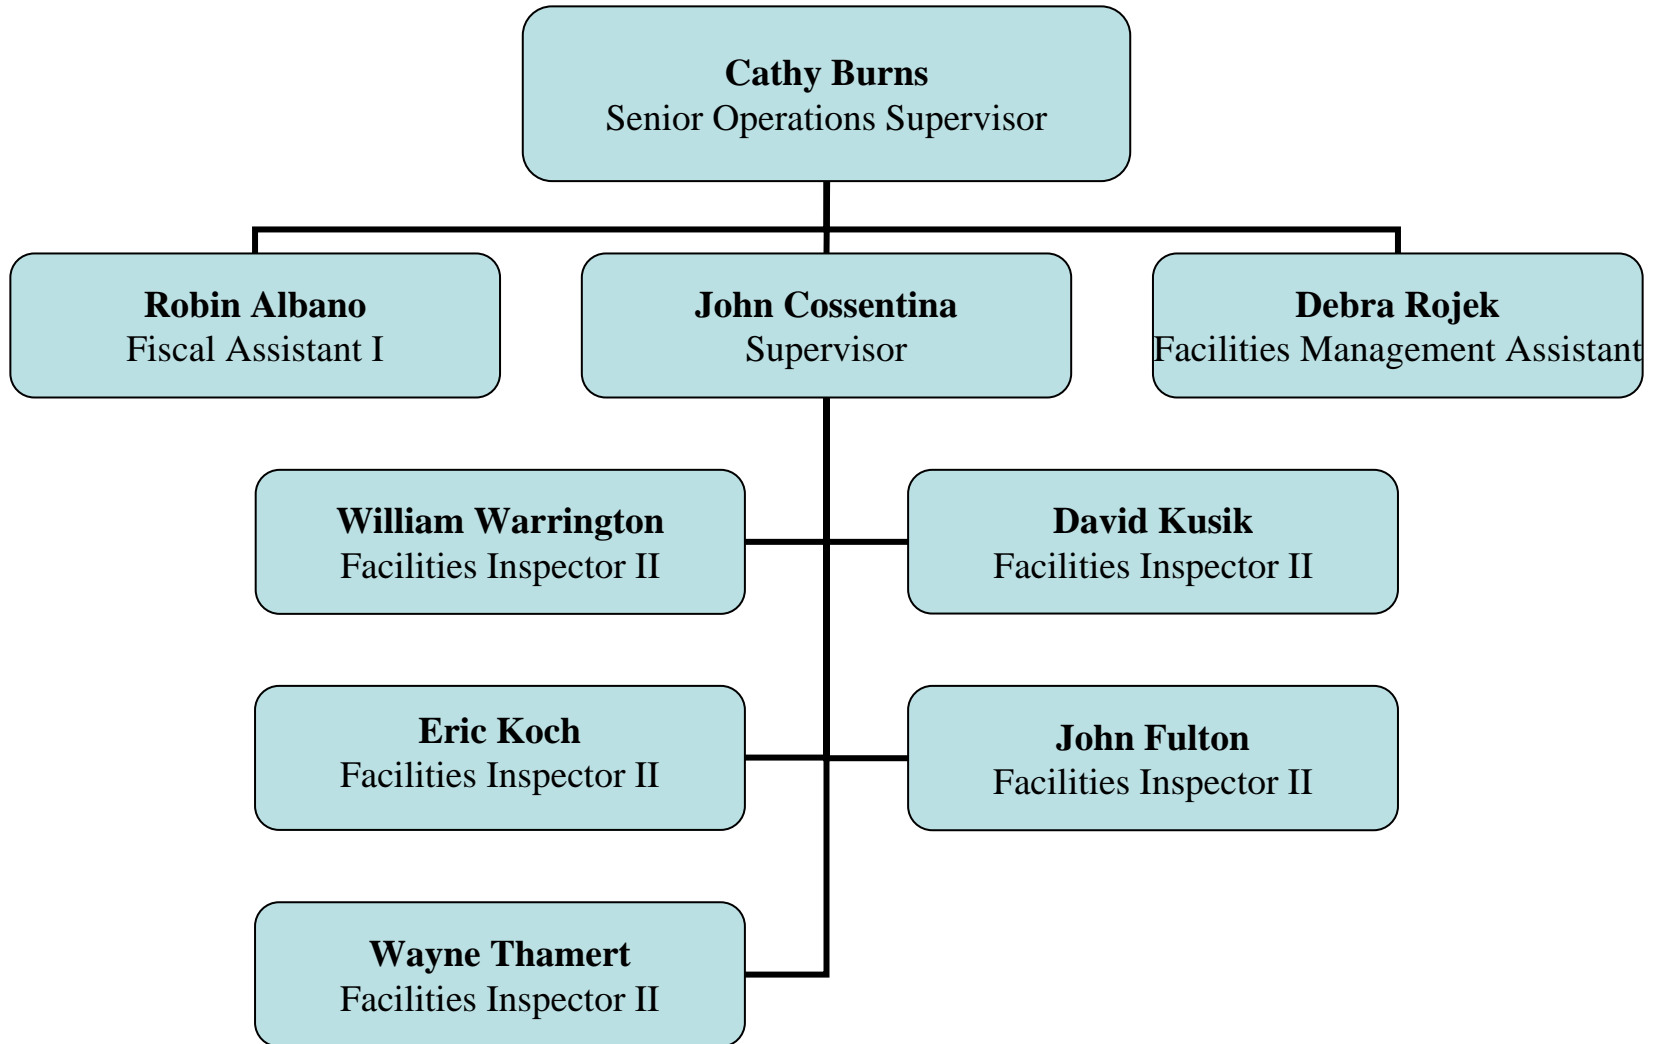 Cathy Burns
Senior Operations Supervisor
Robin Albano
Fiscal Assistant I
John Cossentina
Supervisor
Debra Rojek
Facilities Management Assistant
William Warrington
Facilities Inspector II
David Kusik
Facilities Inspector II
Eric Koch
Facilities Inspector II
John Fulton
Facilities Inspector II
Wayne Thamert
Facilities Inspector II